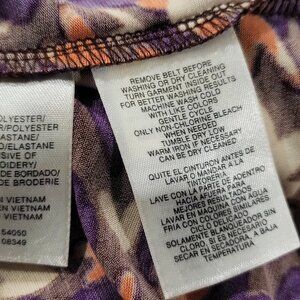 /POLYESTER
R/POLYESTER
ELASTANE
O/ELASTANE
SIVE OF
OIDERY/
DE BORDADO/
DE BRODERIE
N VIETNAM
EN VIETNAM
N VIETNAM
54050
08349
REMOVE BELT BEFORE
WASHING OR DRY CLEANING
TURN GARMENT INSIDE OUT
FOR BETTER WASHING RESULTS
MACHINE WASH COLD
WITH LIKE COLORS
GENTLE CYCLE
ONLY NON-CHLORINE BLEACH
WHEN NEEDED
TUMBLE DRY LOW
WARM IRON IF NECESSARY
CAN BE DRY CLEANED
QUITE EL CINTURON ANTES DE
LAVAR O MANDAR A LA
TINTORERIA
LAVE CON LA PARTE DE ADENTRO
HACIA AFUERA PARA
MEJORES RESULTADOS
LAVAR EN MAQUINA CON AGUA
FRIA CON COLORES SIMILARES
CICLO DELICADO
SOLAMENTE BLANQUEADOR SIN
CLORO, SI ES NECESARIO
SECAR EN SECADORA A BAJA
TEMPERATURA